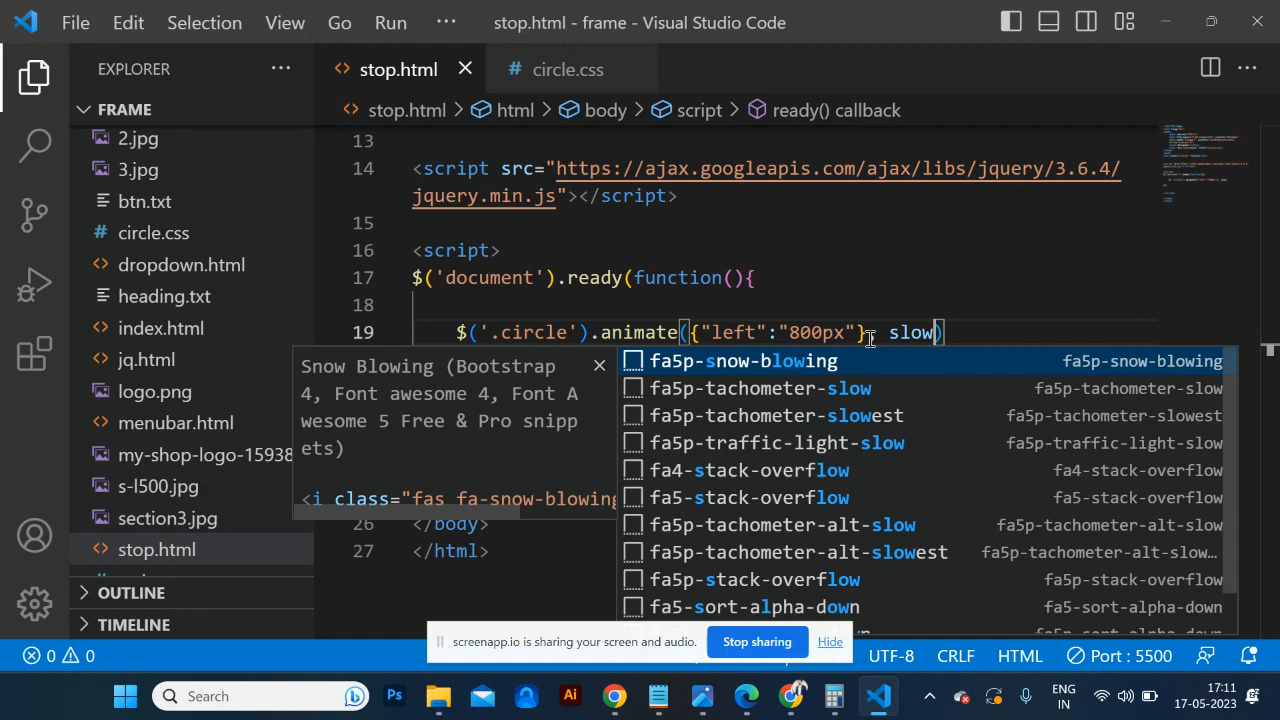 File Edit Selection View Go Run ··· stop.html - frame - Visual Studio Code
EXPLORER ···
stop.html
# circle.css
FRAME
stop.html > html > body > script > ready() callback
2.jpg
3.jpg
btn.txt
# circle.css
dropdown.html
heading.txt
index.html
jq.html
logo.png
menubar.html
my-shop-logo-15938
s-l500.jpg
section3.jpg
stop.html
OUTLINE
TIMELINE
13
14 <script src="https://ajax.googleapis.com/ajax/libs/jquery/3.6.4/
jquery.min.js"></script>
15
16 <script>
17 $('document').ready(function(){
18
19 $('.circle').animate({"left":"800px"}, slow)
Snow Blowing (Bootstrap
4, Font awesome 4, Font A
wesome 5 Free & Pro snipp
ets)
<i class="fas fa-snow-blowing
fa5p-snow-blowing fa5p-snow-blowing
fa5p-tachometer-slow fa5p-tachometer-slow
fa5p-tachometer-slowest fa5p-tachometer-slowest
fa5p-traffic-light-slow fa5p-traffic-light-slow
fa4-stack-overflow fa4-stack-overflow
fa5-stack-overflow fa5-stack-overflow
fa5p-tachometer-alt-slow fa5p-tachometer-alt-slow
fa5p-tachometer-alt-slowest fa5p-tachometer-alt-slow…
fa5p-stack-overflow fa5p-stack-overflow
fa5-sort-alpha-down fa5-sort-alpha-down
26 </body>
27 </html>
screenapp.io is sharing your screen and audio. Stop sharing Hide
0 0 UTF-8 CRLF HTML Port : 5500
Search
Ps
Ai
ENG
IN
17:11
17-05-2023